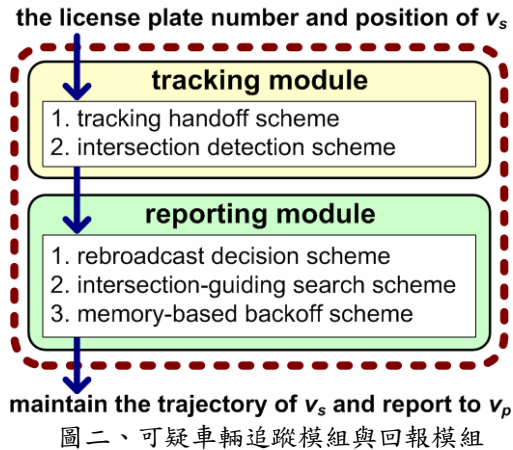 the license plate number and position of vs
tracking module
1. tracking handoff scheme
2. intersection detection scheme
reporting module
1. rebroadcast decision scheme
2. intersection-guiding search scheme
3. memory-based backoff scheme
maintain the trajectory of vs and report to vp
圖二、可疑車輛追蹤模組與回報模組